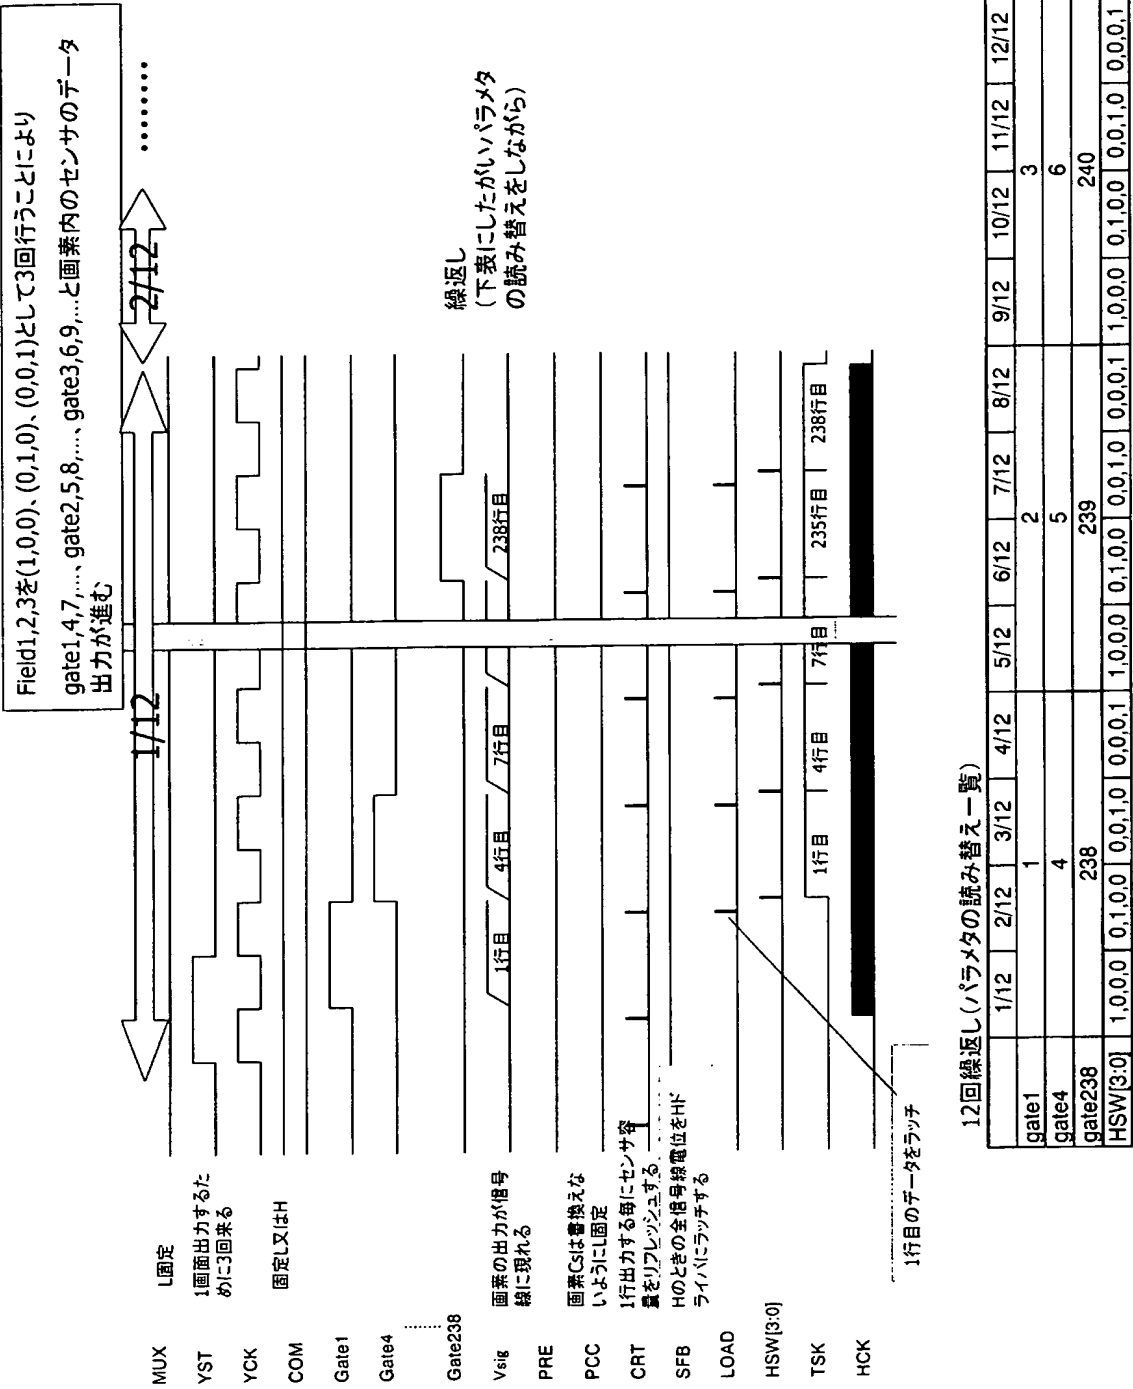 Field1,2,3を(1,0,0)、(0,1,0)、(0,0,1)として3回行うことにより
gate1,4,7,...、gate2,5,8,...、gate3,6,9,...と画素内のセンサのデータ
出力が進む
1/12
2/12
········
MUX
L固定
YST
1画面出力するた
めに3回来る
YCK
COM
固定L又はH
Gate1
Gate4
········
Gate238
Vsig
画素の出力が信号
線に現れる
1行目
4行目
7行目
238行目
PRE
PCC
画素Csは書換えな
いようにL固定
CRT
1行出力する毎にセンサ容
量をリフレッシュする
SFB
LOAD
Hのときの全信号線電位をHド
ライバにラッチする
HSW[3:0]
TSK
1行目
4行目
7行目
235行目
238行目
HCK
1行目のデータをラッチ
繰返し
(下表にしたがいパラメタ
の読み替えをしながら)
12回繰返し(パラメタの読み替え一覧)
1/12 2/12 3/12 4/12 5/12 6/12 7/12 8/12 9/12 10/12 11/12 12/12
gate1 1 2 3
gate4 4 5 6
gate238 238 239 240
HSW[3:0] 1,0,0,0 0,1,0,0 0,0,1,0 0,0,0,1 1,0,0,0 0,1,0,0 0,0,1,0 0,0,0,1 1,0,0,0 0,1,0,0 0,0,1,0 0,0,0,1